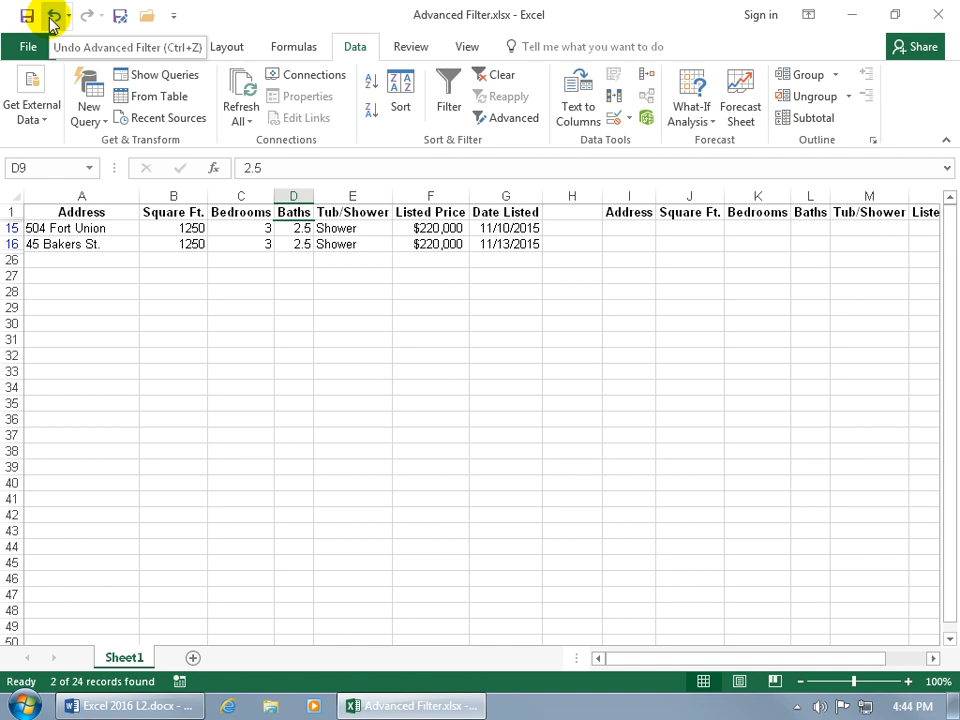 Advanced Filter.xlsx - Excel
Sign in
File
Undo Advanced Filter (Ctrl+Z)
Layout
Formulas
Data
Review
View
Tell me what you want to do
Share
Get External
Data
New
Query
Show Queries
From Table
Recent Sources
Get & Transform
Refresh
All
Connections
Properties
Edit Links
Connections
Sort
Filter
Clear
Reapply
Advanced
Sort & Filter
Text to
Columns
Data Tools
What-If
Analysis
Forecast
Sheet
Forecast
Group
Ungroup
Subtotal
Outline
D9
fx
2.5
A B C D E F G H I J K L M
1 Address Square Ft. Bedrooms Baths Tub/Shower Listed Price Date Listed Address Square Ft. Bedrooms Baths Tub/Shower Liste
15 504 Fort Union 1250 3 2.5 Shower $220,000 11/10/2015
16 45 Bakers St. 1250 3 2.5 Shower $220,000 11/13/2015
26
27
28
29
30
31
32
33
34
35
36
37
38
39
40
41
42
43
44
45
46
47
48
49
50
Sheet1
Ready 2 of 24 records found
100%
Excel 2016 L2.docx - ...
Advanced Filter.xlsx -...
4:44 PM